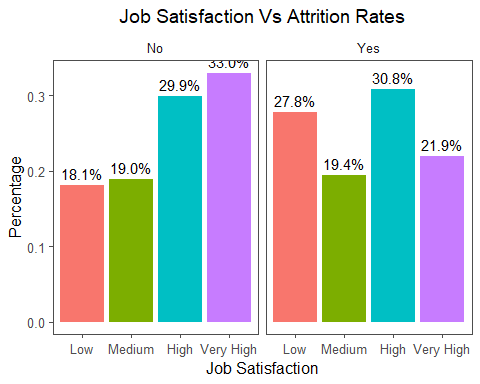 Job Satisfaction Vs Attrition Rates
No
Yes
33.0%
29.9%
30.8%
27.8%
21.9%
18.1%
19.0%
19.4%
0.3
0.2
0.1
0.0
Percentage
Low
Medium
High
Very High
Low
Medium
High
Very High
Job Satisfaction